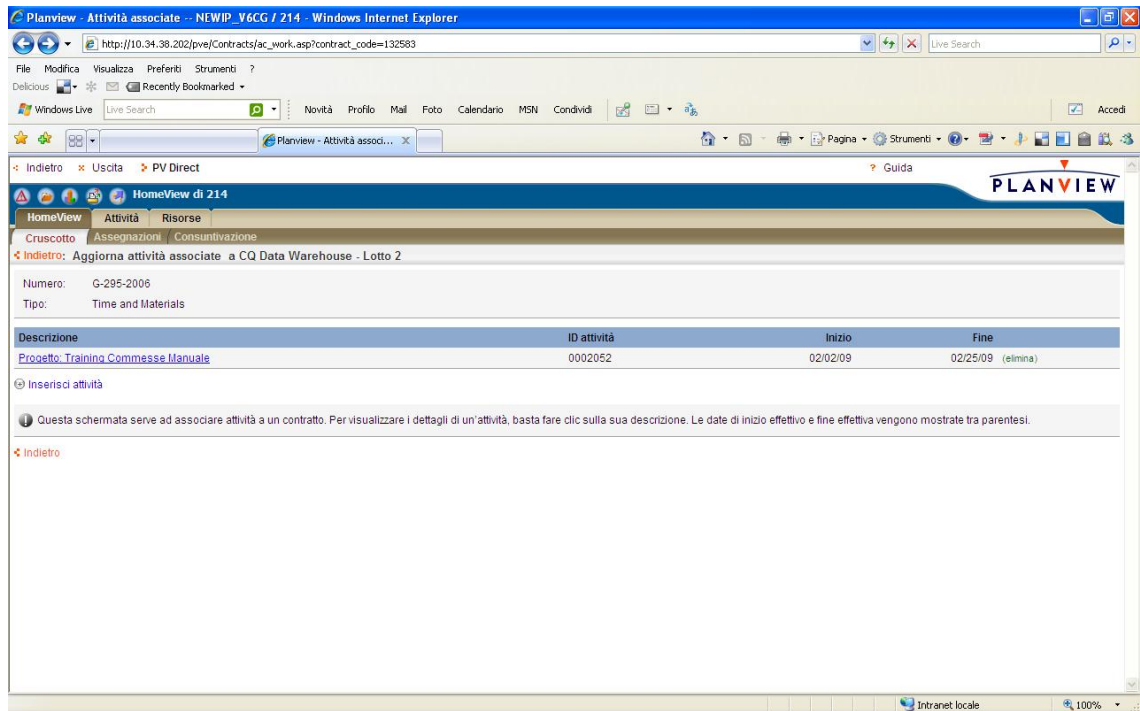 Planview - Attività associate -- NEWIP_V6CG / 214 - Windows Internet Explorer
http://10.34.38.202/pve/Contracts/ac_work.asp?contract_code=132583
Live Search
File Modifica Visualizza Preferiti Strumenti ?
Delicious Recently Bookmarked
Windows Live Live Search Novità Profilo Mail Foto Calendario MSN Condividi Accedi
Planview - Attività associ... X Pagina Strumenti
Indietro Uscita PV Direct ? Guida
PLANVIEW
HomeView di 214
HomeView Attività Risorse
Cruscotto Assegnazioni Consuntivazione
Indietro: Aggiorna attività associate a CQ Data Warehouse - Lotto 2
Numero: G-295-2006
Tipo: Time and Materials
Descrizione ID attività Inizio Fine
Progetto: Training Commesse Manuale 0002052 02/02/09 02/25/09 (elimina)
Inserisci attività
Questa schermata serve ad associare attività a un contratto. Per visualizzare i dettagli di un'attività, basta fare clic sulla sua descrizione. Le date di inizio effettivo e fine effettiva vengono mostrate tra parentesi.
Indietro
Intranet locale 100%